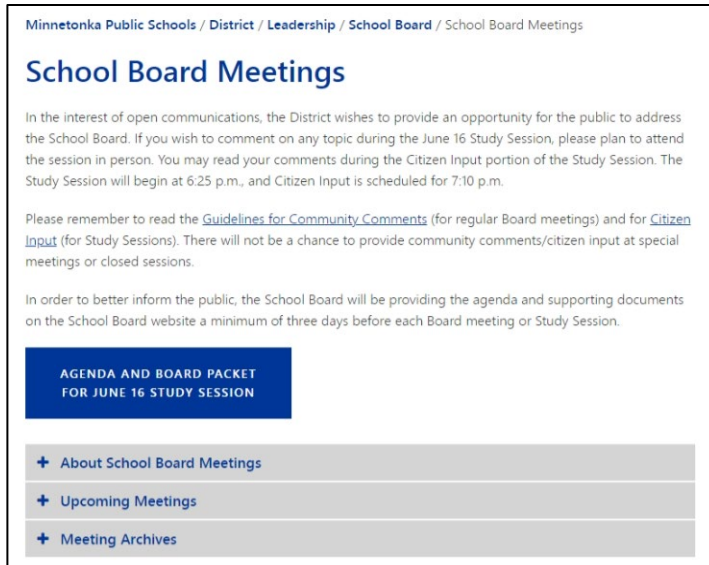 Minnetonka Public Schools / District / Leadership / School Board / School Board Meetings
School Board Meetings
In the interest of open communications, the District wishes to provide an opportunity for the public to address
the School Board. If you wish to comment on any topic during the June 16 Study Session, please plan to attend
the session in person. You may read your comments during the Citizen Input portion of the Study Session. The
Study Session will begin at 6:25 p.m., and Citizen Input is scheduled for 7:10 p.m.
Please remember to read the Guidelines for Community Comments (for regular Board meetings) and for Citizen
Input (for Study Sessions). There will not be a chance to provide community comments/citizen input at special
meetings or closed sessions.
In order to better inform the public, the School Board will be providing the agenda and supporting documents
on the School Board website a minimum of three days before each Board meeting or Study Session.
AGENDA AND BOARD PACKET
FOR JUNE 16 STUDY SESSION
+ About School Board Meetings
+ Upcoming Meetings
+ Meeting Archives